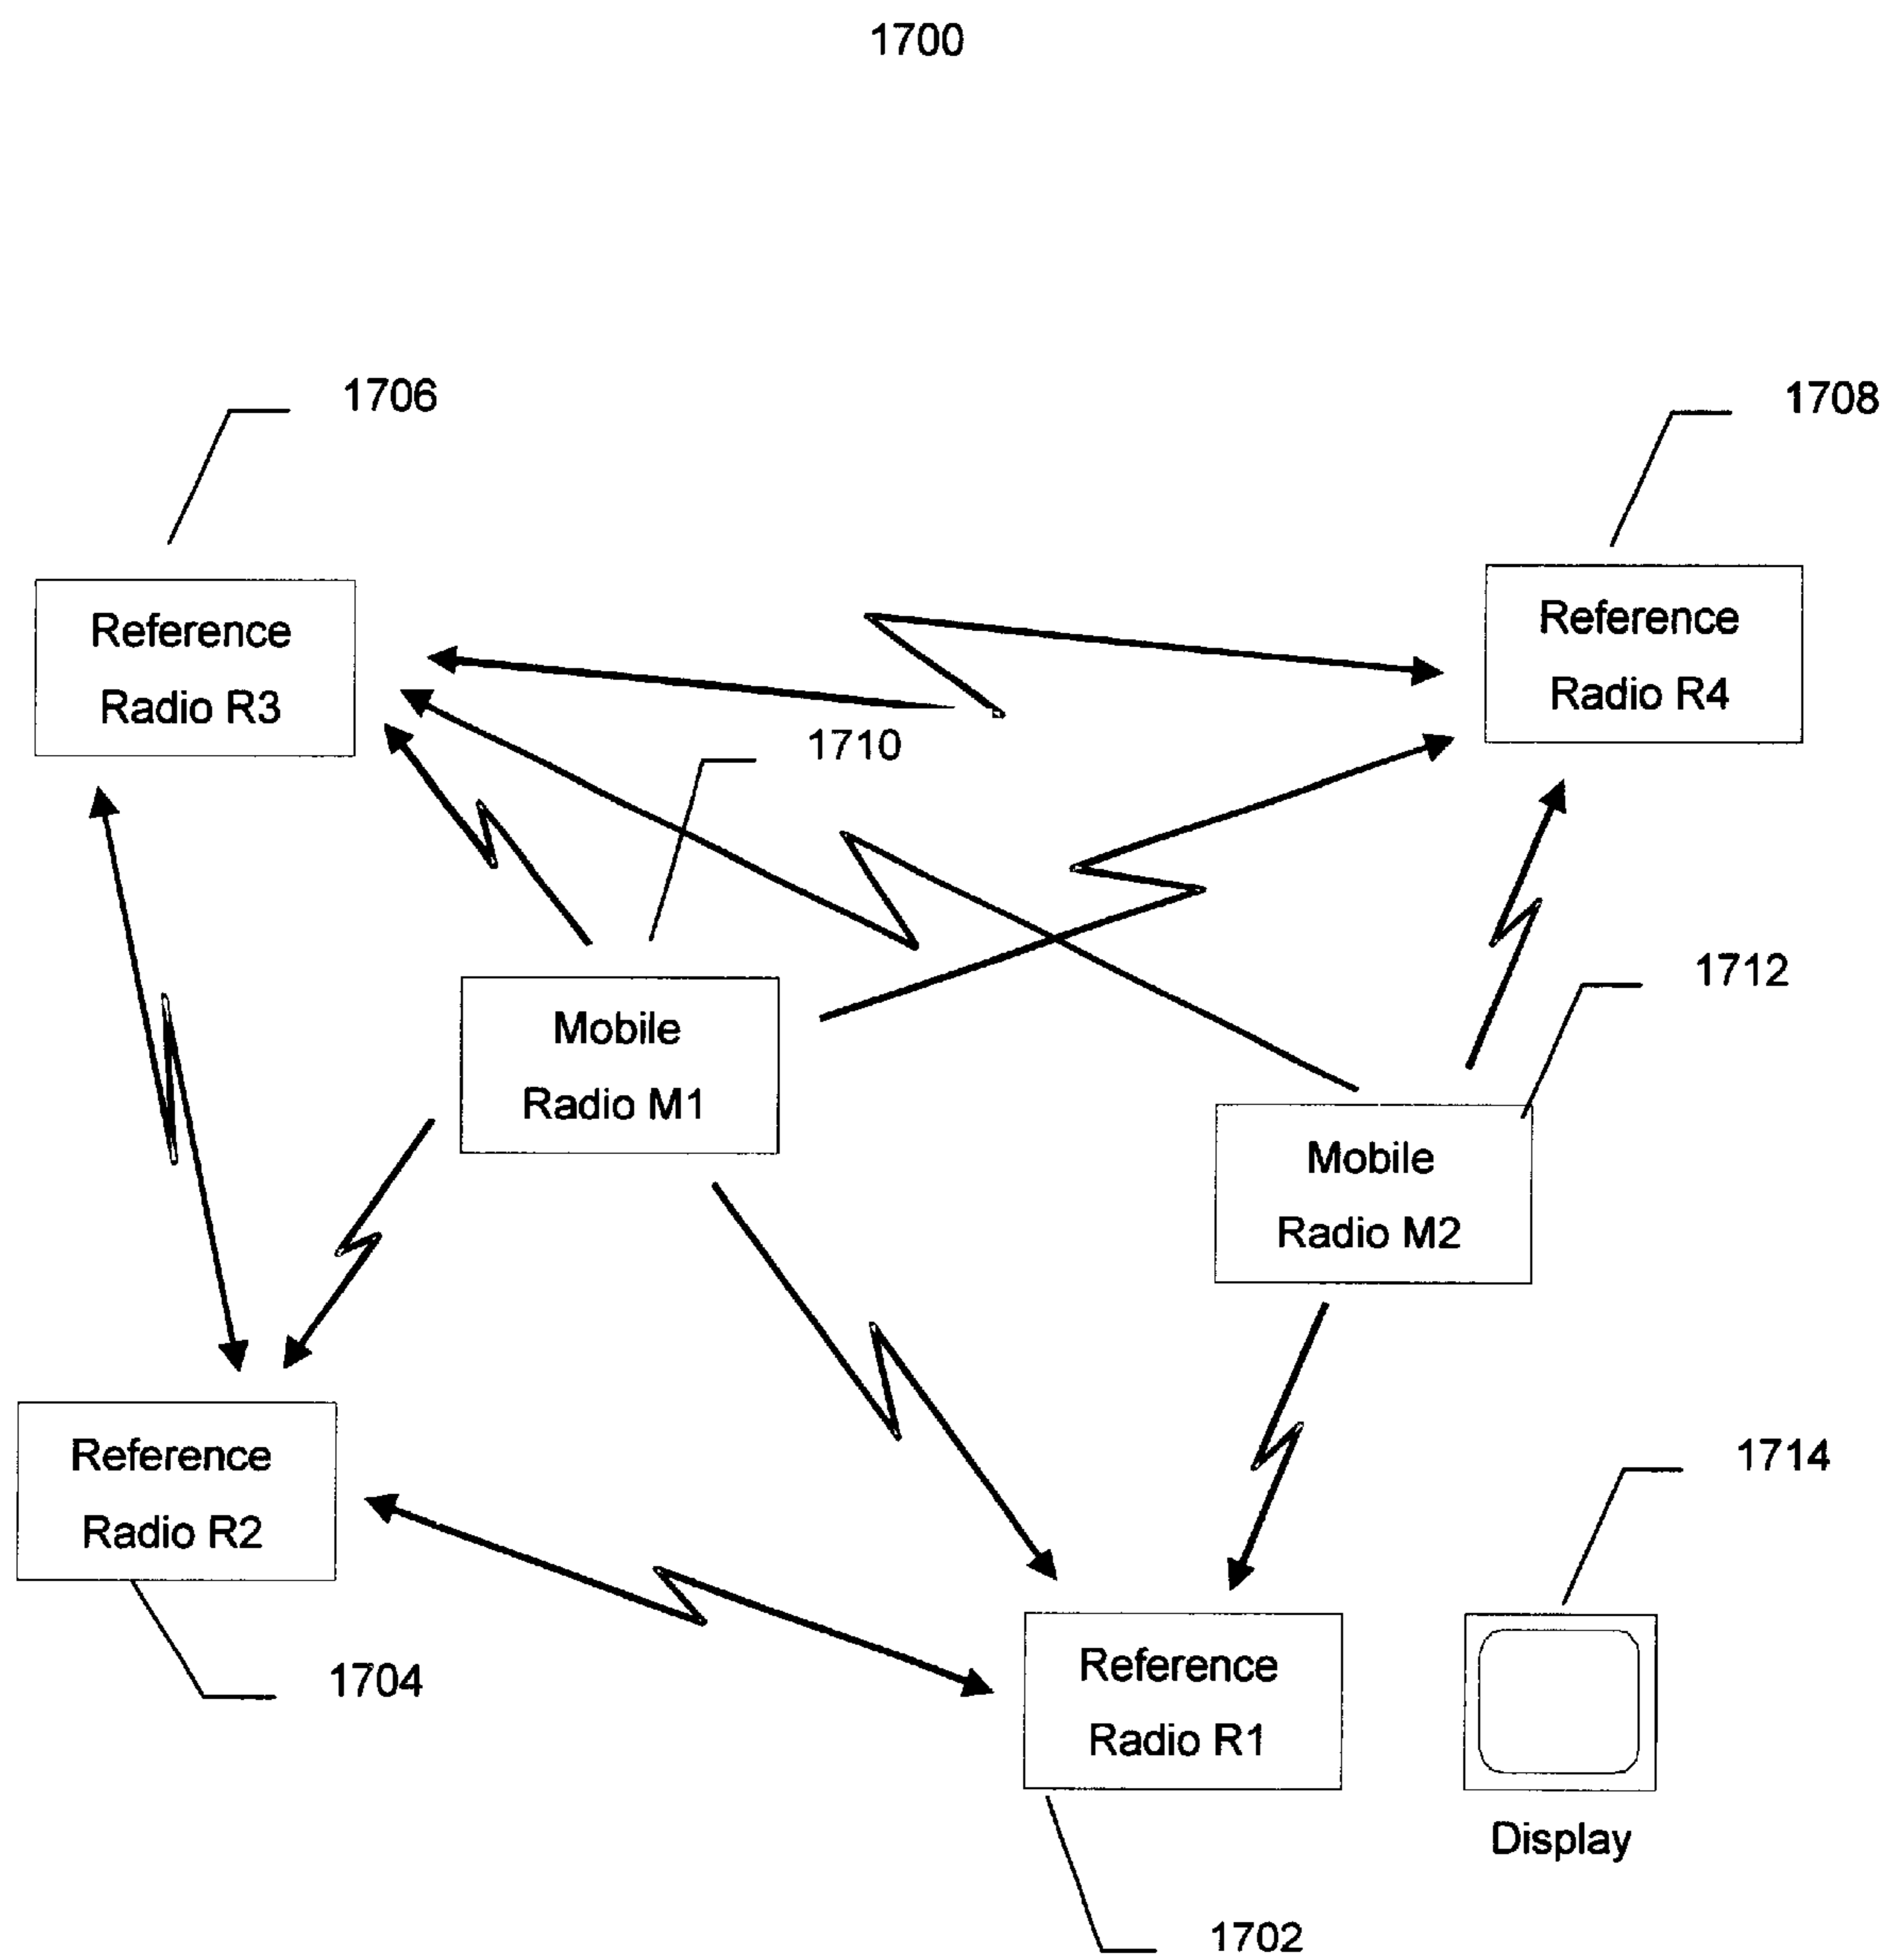 1700
1706
1708
Reference
Radio R3
Reference
Radio R4
1710
1712
Mobile
Radio M1
Mobile
Radio M2
1714
Reference
Radio R2
1704
Reference
Radio R1
Display
1702